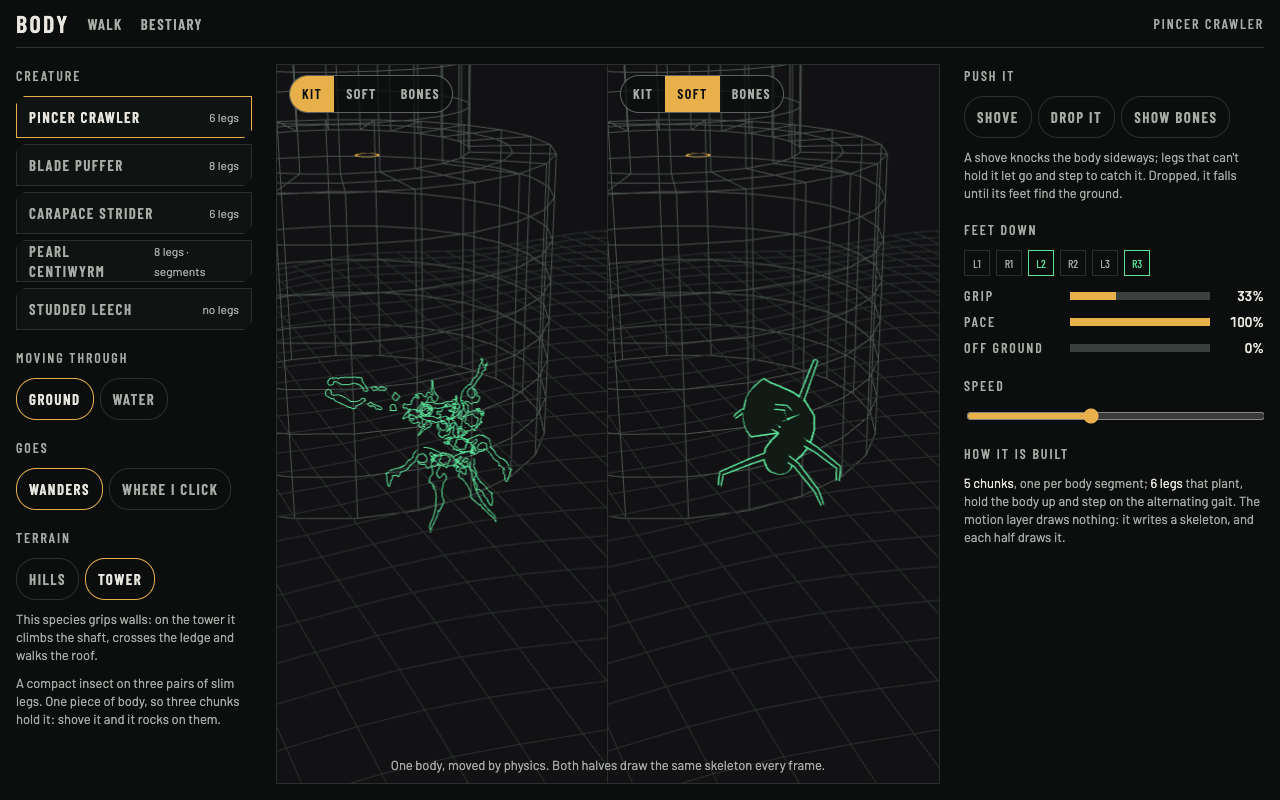 BODY WALK BESTIARY PINCER CRAWLER
CREATURE
PINCER CRAWLER 6 legs
BLADE PUFFER 8 legs
CARAPACE STRIDER 6 legs
PEARL CENTIWYRM 8 legs · segments
STUDDED LEECH no legs
MOVING THROUGH
GROUND WATER
GOES
WANDERS WHERE I CLICK
TERRAIN
HILLS TOWER
This species grips walls: on the tower it
climbs the shaft, crosses the ledge and
walks the roof.
A compact insect on three pairs of slim
legs. One piece of body, so three chunks
hold it: shove it and it rocks on them.
KIT SOFT BONES
KIT SOFT BONES
One body, moved by physics. Both halves draw the same skeleton every frame.
PUSH IT
SHOVE DROP IT SHOW BONES
A shove knocks the body sideways; legs that can't
hold it let go and step to catch it. Dropped, it falls
until its feet find the ground.
FEET DOWN
L1 R1 L2 R2 L3 R3
GRIP 33%
PACE 100%
OFF GROUND 0%
SPEED
HOW IT IS BUILT
5 chunks, one per body segment; 6 legs that plant,
hold the body up and step on the alternating gait. The
motion layer draws nothing: it writes a skeleton, and
each half draws it.